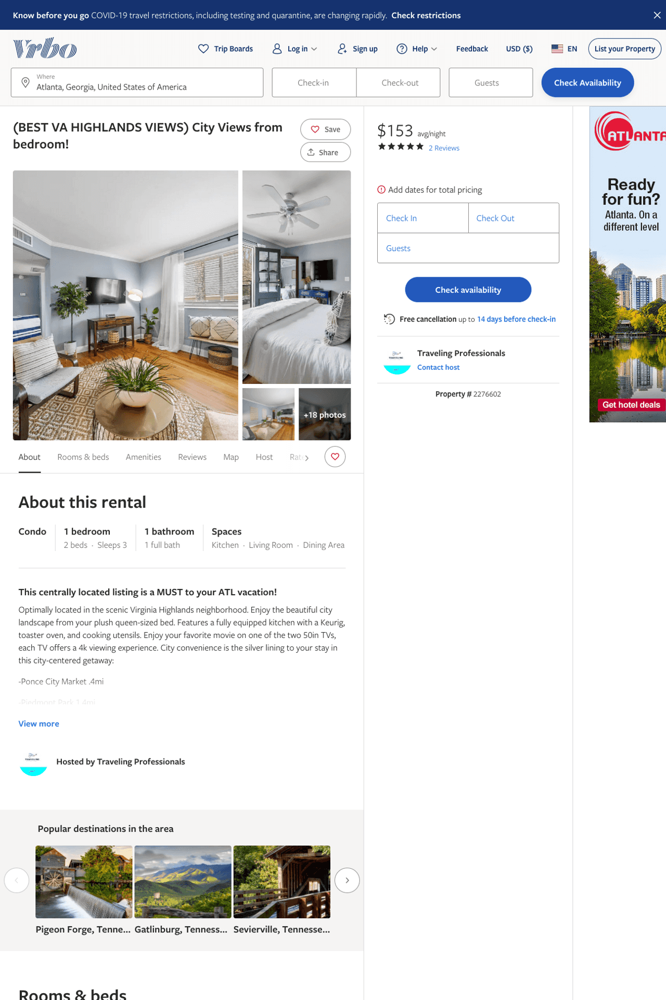 Know before you go COVID-19 travel restrictions, including testing and quarantine, are changing rapidly. Check restrictions
Vrbo
Trip Boards
Log in
Sign up
Help
Feedback
USD ($)
EN
List your Property
Where
Atlanta, Georgia, United States of America
Check-in
Check-out
Guests
Check Availability
(BEST VA HIGHLANDS VIEWS) City Views from
bedroom!
Save
Share
+18 photos
$153 avg/night
2 Reviews
Add dates for total pricing
Check In
Check Out
Guests
Check availability
Free cancellation up to 14 days before check-in
Traveling Professionals
Contact host
Property # 2276602
ATLANTA
Ready
for fun?
Atlanta. On a
different level
Get hotel deals
About
Rooms & beds
Amenities
Reviews
Map
Host
About this rental
Condo
1 bedroom
2 beds · Sleeps 3
1 bathroom
1 full bath
Spaces
Kitchen · Living Room · Dining Area
This centrally located listing is a MUST to your ATL vacation!
Optimally located in the scenic Virginia Highlands neighborhood. Enjoy the beautiful city
landscape from your plush queen-sized bed. Features a fully equipped kitchen with a Keurig,
toaster oven, and cooking utensils. Enjoy your favorite movie on one of the two 50in TVs,
each TV offers a 4k viewing experience. City convenience is the silver lining to your stay in
this city-centered getaway:
-Ponce City Market .4mi
-Piedmont Park 1.4mi
View more
Hosted by Traveling Professionals
Popular destinations in the area
Pigeon Forge, Tenne...
Gatlinburg, Tenness...
Sevierville, Tennesse...
Rooms & beds